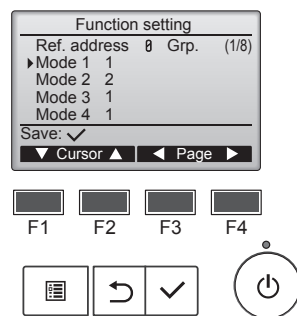 Function setting
Ref. address 0 Grp. (1/8)
Mode 1 1
Mode 2 2
Mode 3 1
Mode 4 1
Save:
Cursor Page
F1 F2 F3 F4